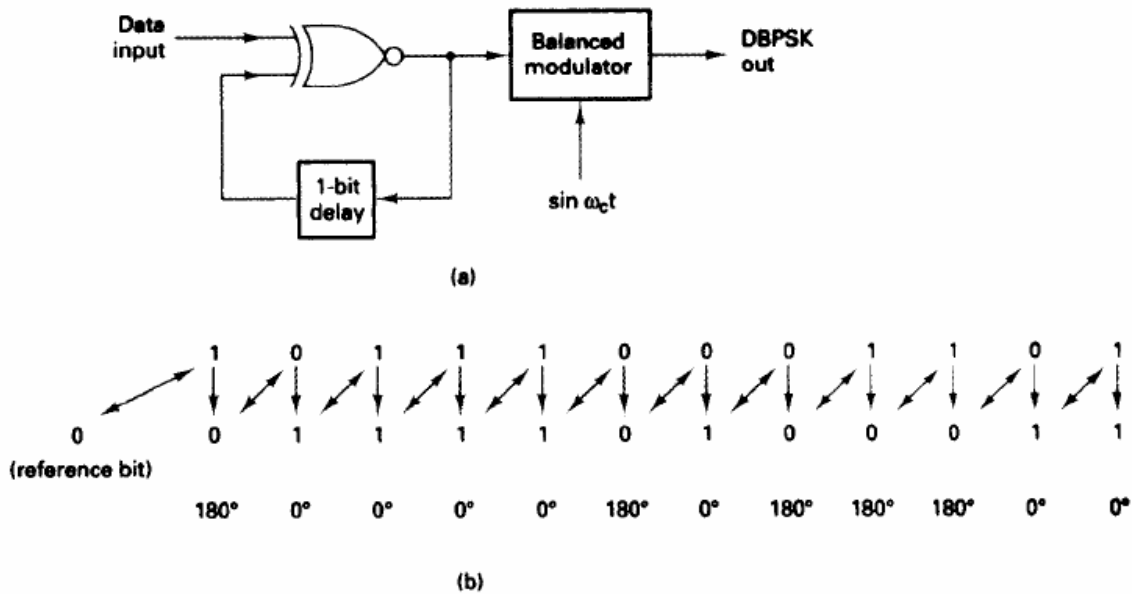 Data
input
Balanced
modulator
DBPSK
out
1-bit
delay
sin ω_c t
(a)
1 0 1 1 1 0 0 0 1 1 0 1
0 0 1 1 1 1 0 1 0 0 0 1 1
(reference bit)
180° 0° 0° 0° 0° 180° 0° 180° 180° 180° 0° 0°
(b)